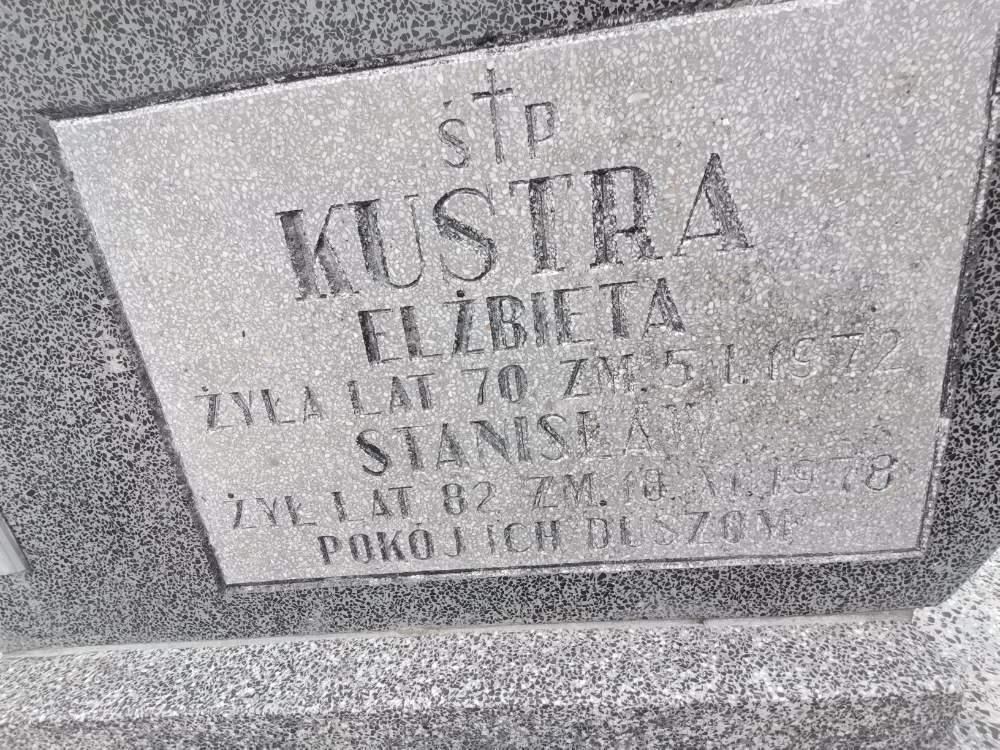 Ś†P
KUSTRA
ELŻBIETA
ŻYŁA LAT 70 ZM. 5.I.1972
STANISŁAW
ŻYŁ LAT 82 ZM. 10.XI.1978
POKÓJ ICH DUSZOM